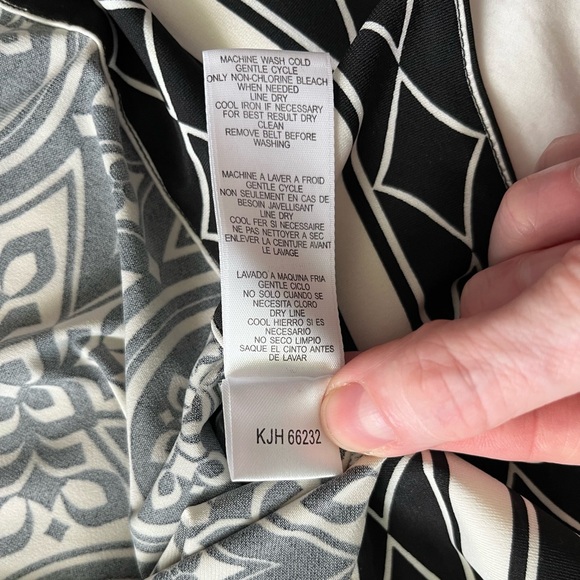 MACHINE WASH COLD
GENTLE CYCLE
ONLY NON-CHLORINE BLEACH
WHEN NEEDED
LINE DRY
COOL IRON IF NECESSARY
FOR BEST RESULT DRY
CLEAN
REMOVE BELT BEFORE
WASHING
MACHINE A LAVER A FROID
GENTLE CYCLE
NON SEULEMENT EN CAS DE
BESOIN JAVELLISANT
LINE DRY
COOL FER SI NECESSAIRE
NE PAS NETTOYER A SEC
ENLEVER LA CEINTURE AVANT
LE LAVAGE
LAVADO A MAQUINA FRIA
GENTLE CICLO
NO SOLO CUANDO SE
NECESITA CLORO
DRY LINE
COOL HIERRO SI ES
NECESARIO
NO SECO LIMPIO
SAQUE EL CINTO ANTES
DE LAVAR
KJH 66232